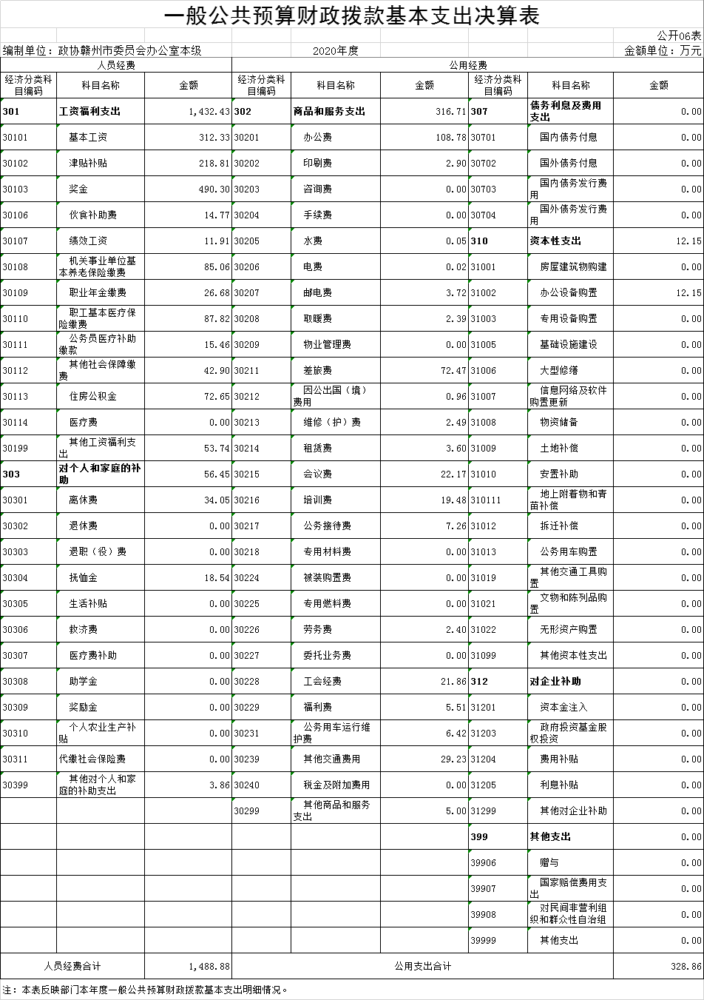 一般公共预算财政拨款基本支出决算表
公开06表
编制单位：政协赣州市委员会办公室本级 2020年度 金额单位：万元
人员经费 公用经费
经济分类科目编码 科目名称 金额 经济分类科目编码 科目名称 金额 经济分类科目编码 科目名称 金额
301 工资福利支出 1,432.43 302 商品和服务支出 316.71 307 债务利息及费用支出 0.00
30101 基本工资 312.33 30201 办公费 108.78 30701 国内债务付息 0.00
30102 津贴补贴 218.81 30202 印刷费 2.90 30702 国外债务付息 0.00
30103 奖金 490.30 30203 咨询费 0.00 30703 国内债务发行费用 0.00
30106 伙食补助费 14.77 30204 手续费 0.00 30704 国外债务发行费用 0.00
30107 绩效工资 11.91 30205 水费 0.05 310 资本性支出 12.15
30108 机关事业单位基本养老保险缴费 85.06 30206 电费 0.02 31001 房屋建筑物购建 0.00
30109 职业年金缴费 26.68 30207 邮电费 3.72 31002 办公设备购置 12.15
30110 职工基本医疗保险缴费 87.82 30208 取暖费 2.39 31003 专用设备购置 0.00
30111 公务员医疗补助缴款 15.46 30209 物业管理费 0.00 31005 基础设施建设 0.00
30112 其他社会保障缴费 42.90 30211 差旅费 72.47 31006 大型修缮 0.00
30113 住房公积金 72.65 30212 因公出国（境）费用 0.96 31007 信息网络及软件购置更新 0.00
30114 医疗费 0.00 30213 维修（护）费 2.49 31008 物资储备 0.00
30199 其他工资福利支出 53.74 30214 租赁费 3.60 31009 土地补偿 0.00
303 对个人和家庭的补助 56.45 30215 会议费 22.17 31010 安置补助 0.00
30301 离休费 34.05 30216 培训费 19.48 310111 地上附着物和青苗补偿 0.00
30302 退休费 0.00 30217 公务接待费 7.26 31012 拆迁补偿 0.00
30303 退职（役）费 0.00 30218 专用材料费 0.00 31013 公务用车购置 0.00
30304 抚恤金 18.54 30224 被装购置费 0.00 31019 其他交通工具购置 0.00
30305 生活补贴 0.00 30225 专用燃料费 0.00 31021 文物和陈列品购置 0.00
30306 救济费 0.00 30226 劳务费 2.40 31022 无形资产购置 0.00
30307 医疗费补助 0.00 30227 委托业务费 0.00 31099 其他资本性支出 0.00
30308 助学金 0.00 30228 工会经费 21.86 312 对企业补助 0.00
30309 奖励金 0.00 30229 福利费 5.51 31201 资本金注入 0.00
30310 个人农业生产补贴 0.00 30231 公务用车运行维护费 6.42 31203 政府投资基金股权投资 0.00
30311 代缴社会保险费 0.00 30239 其他交通费用 29.23 31204 费用补贴 0.00
30399 其他对个人和家庭的补助支出 3.86 30240 税金及附加费用 0.00 31205 利息补贴 0.00
30299 其他商品和服务支出 5.00 31299 其他对企业补助 0.00
399 其他支出 0.00
39906 赠与 0.00
39907 国家赔偿费用支出 0.00
39908 对民间非营利组织和群众性自治组 0.00
39999 其他支出 0.00
人员经费合计 1,488.88 公用支出合计 328.86
注：本表反映部门本年度一般公共预算财政拨款基本支出明细情况。